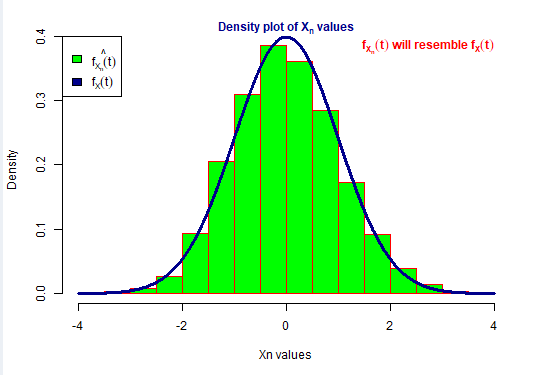 Density plot of Xn values
fXn(t) will resemble fX(t)
f̂Xn(t)
fX(t)
Density
0.4
0.3
0.2
0.1
0.0
-4 -2 0 2 4
Xn values